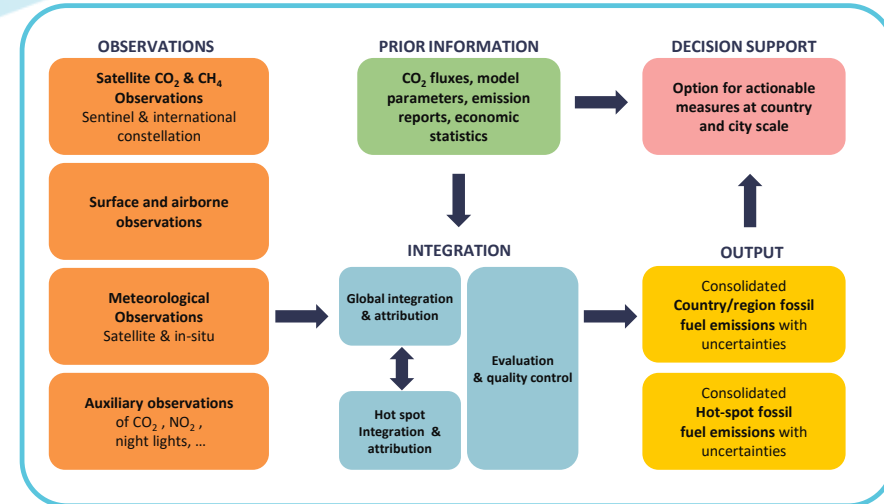 OBSERVATIONS
Satellite CO₂ & CH₄
Observations
Sentinel & international
constellation
Surface and airborne
observations
Meteorological
Observations
Satellite & in-situ
Auxiliary observations
of CO₂ , NO₂ ,
night lights, ...
PRIOR INFORMATION
CO₂ fluxes, model
parameters, emission
reports, economic
statistics
INTEGRATION
Global integration
& attribution
Hot spot
Integration &
attribution
Evaluation
& quality control
DECISION SUPPORT
Option for actionable
measures at country
and city scale
OUTPUT
Consolidated
Country/region fossil
fuel emissions with
uncertainties
Consolidated
Hot-spot fossil
fuel emissions with
uncertainties